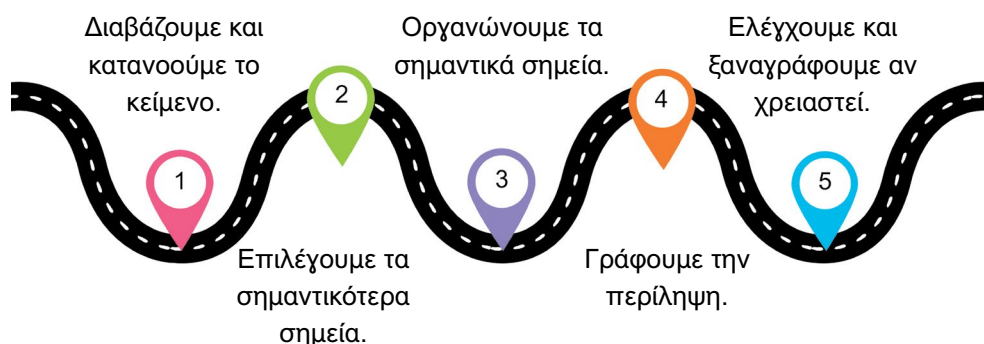 Διαβάζουμε και
κατανοούμε το
κείμενο.
1
2
Επιλέγουμε τα
σημαντικότερα
σημεία.
Οργανώνουμε τα
σημαντικά σημεία.
3
4
Γράφουμε την
περίληψη.
Ελέγχουμε και
ξαναγράφουμε αν
χρειαστεί.
5